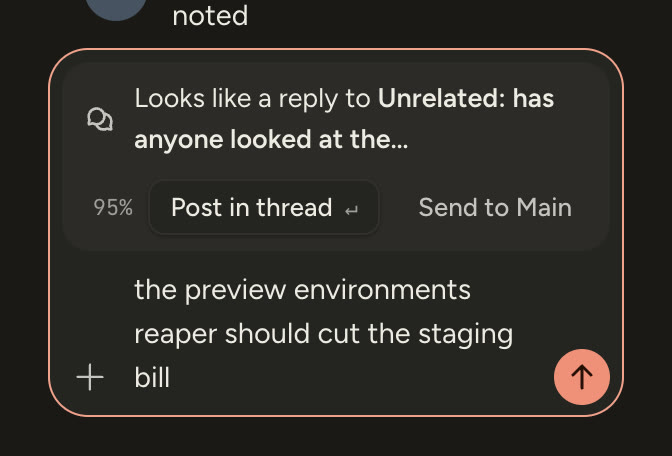 noted
Looks like a reply to Unrelated: has
anyone looked at the...
95% Post in thread ↵ Send to Main
the preview environments
reaper should cut the staging
bill